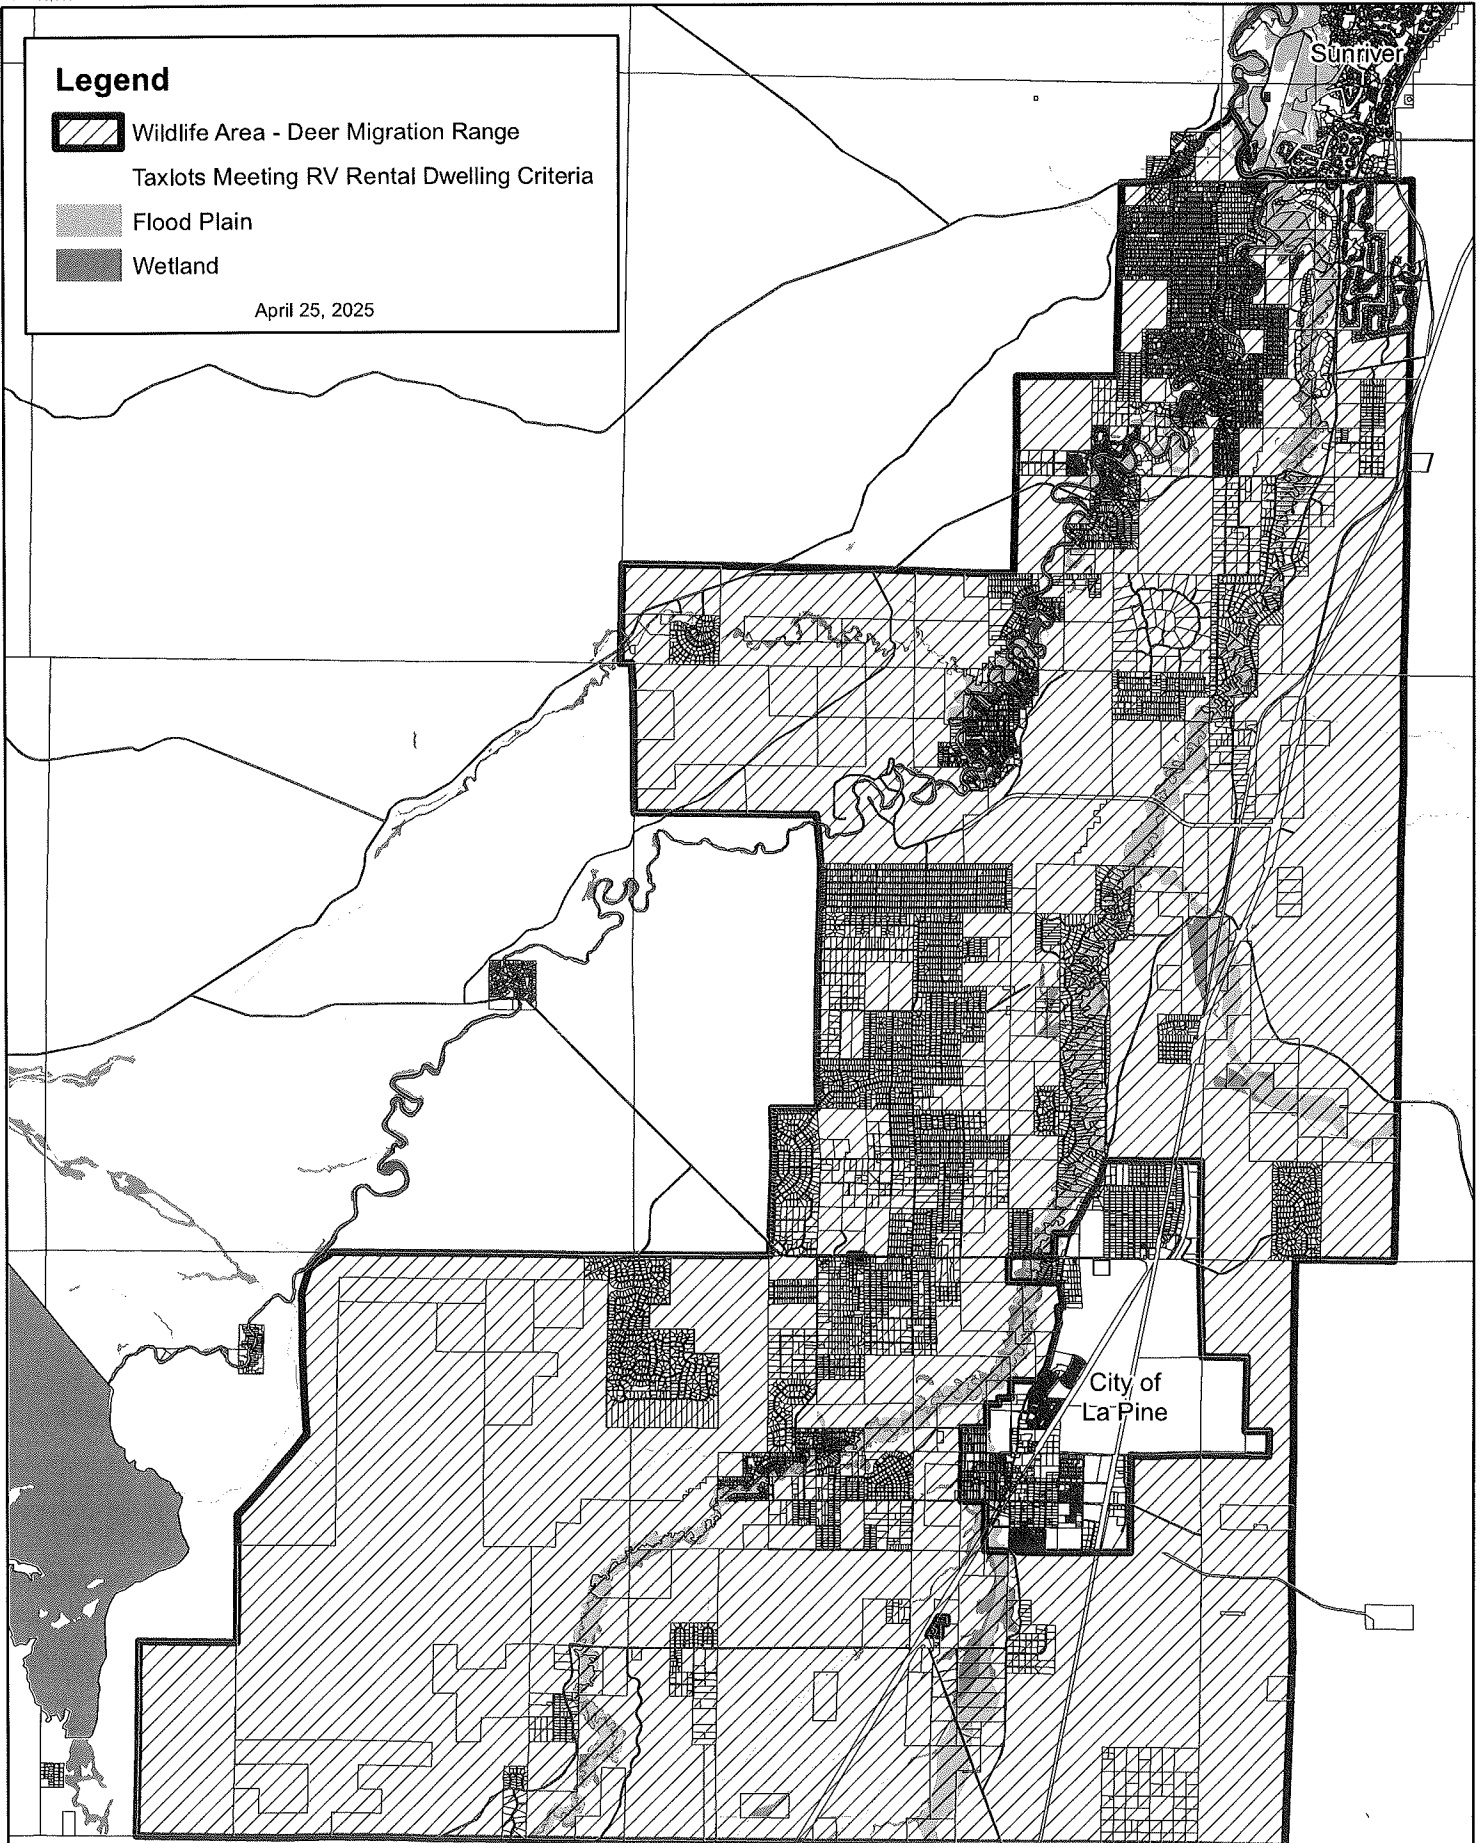 Sunriver
Legend
Wildlife Area - Deer Migration Range
Taxlots Meeting RV Rental Dwelling Criteria
Flood Plain
Wetland
April 25, 2025
City of
La Pine